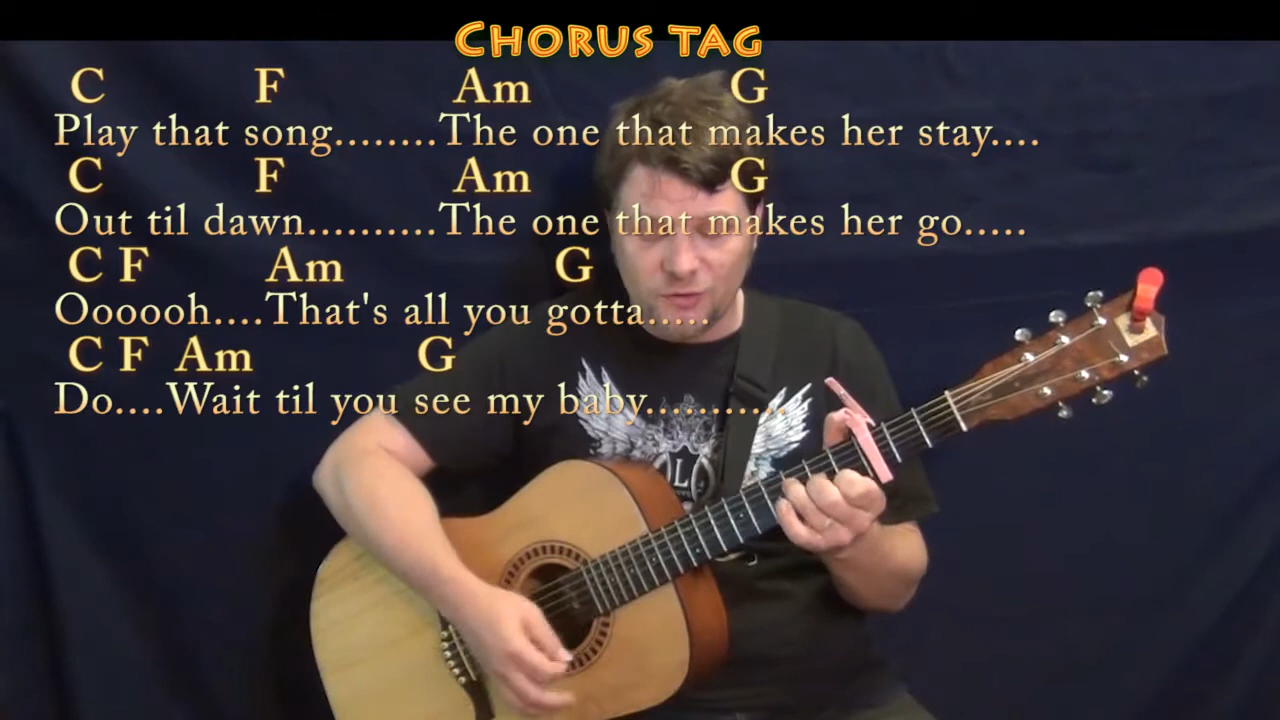 CHORUS TAG
C F Am G
Play that song........The one that makes her stay....
C F Am G
Out til dawn..........The one that makes her go.....
C F Am G
Oooooh....That's all you gotta.....
C F Am G
Do....Wait til you see my baby...........
L